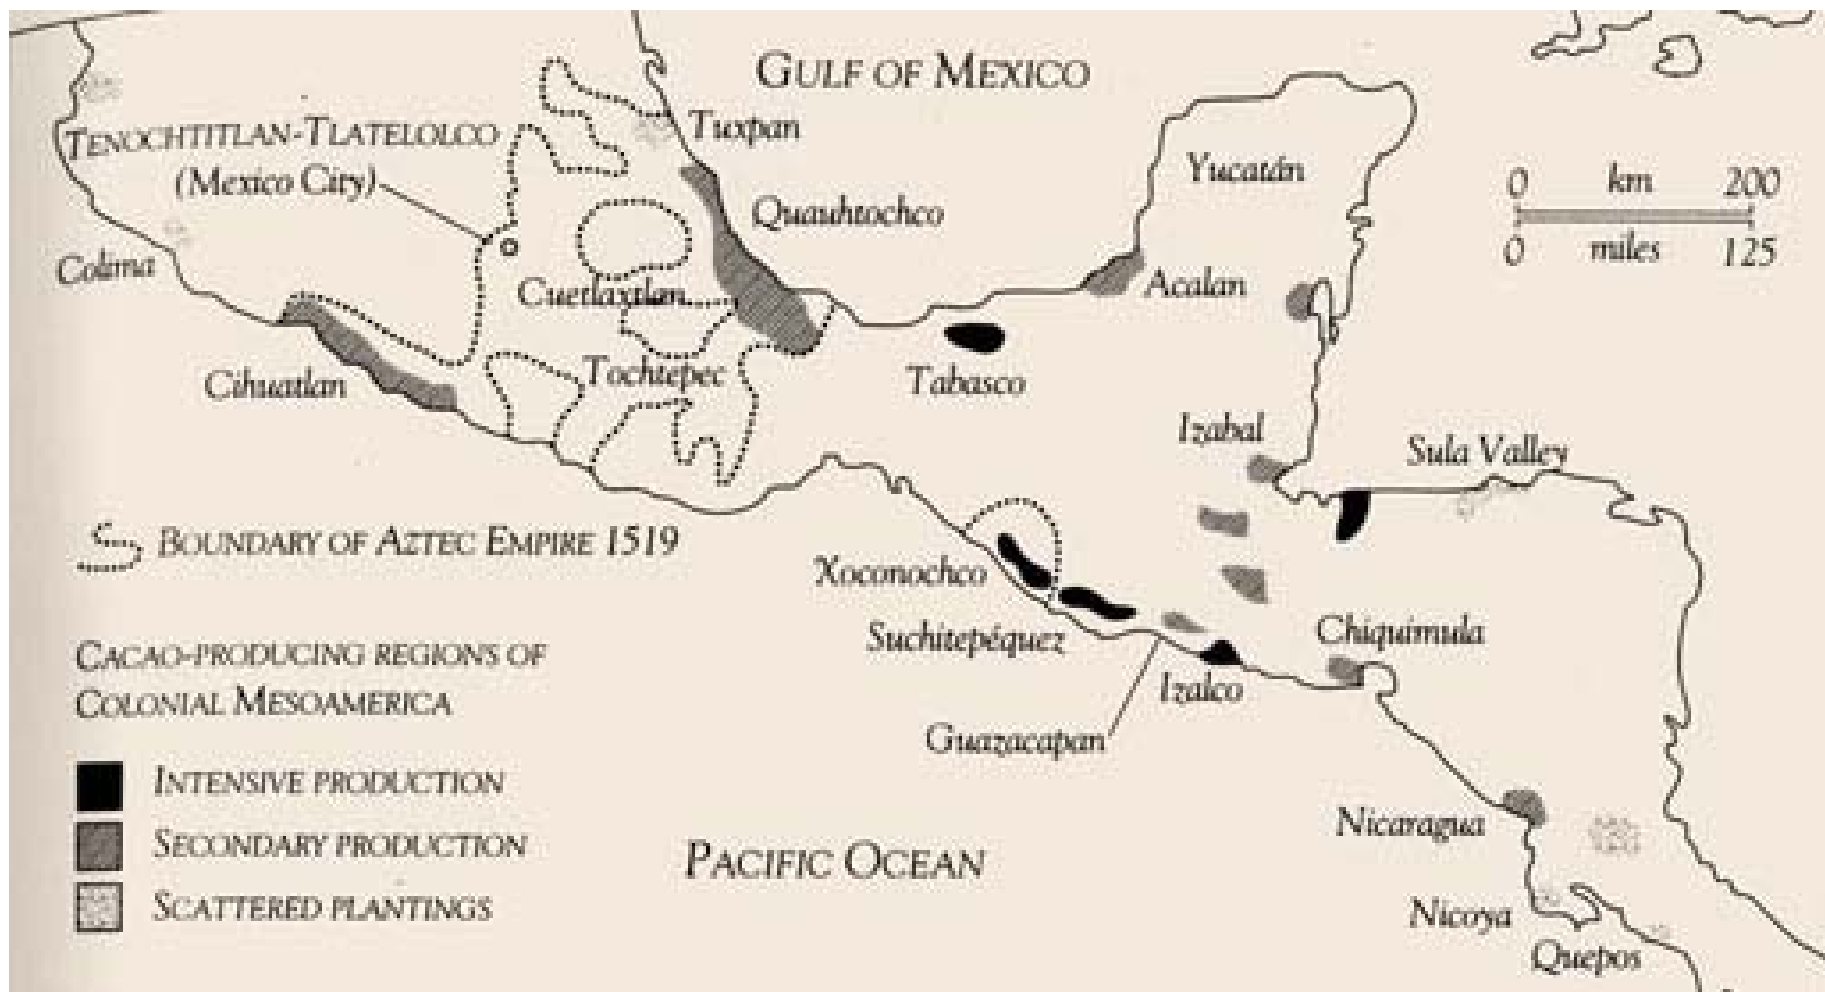 GULF OF MEXICO
Tuxpan
TENOCHTITLAN-TLATELOLCO
(Mexico City)
Yucatán
0 km 200
0 miles 125
Quauhtochco
Colima
Cuetlaxtlan
Acalan
Cihuatlan
Tochtepec
Tabasco
Izabal
Sula Valley
BOUNDARY OF AZTEC EMPIRE 1519
Xoconochco
Suchitepéquez
Chiquimula
Izalco
Guazacapan
CACAO-PRODUCING REGIONS OF
COLONIAL MESOAMERICA
INTENSIVE PRODUCTION
SECONDARY PRODUCTION
SCATTERED PLANTINGS
Nicaragua
PACIFIC OCEAN
Nicoya
Quepos